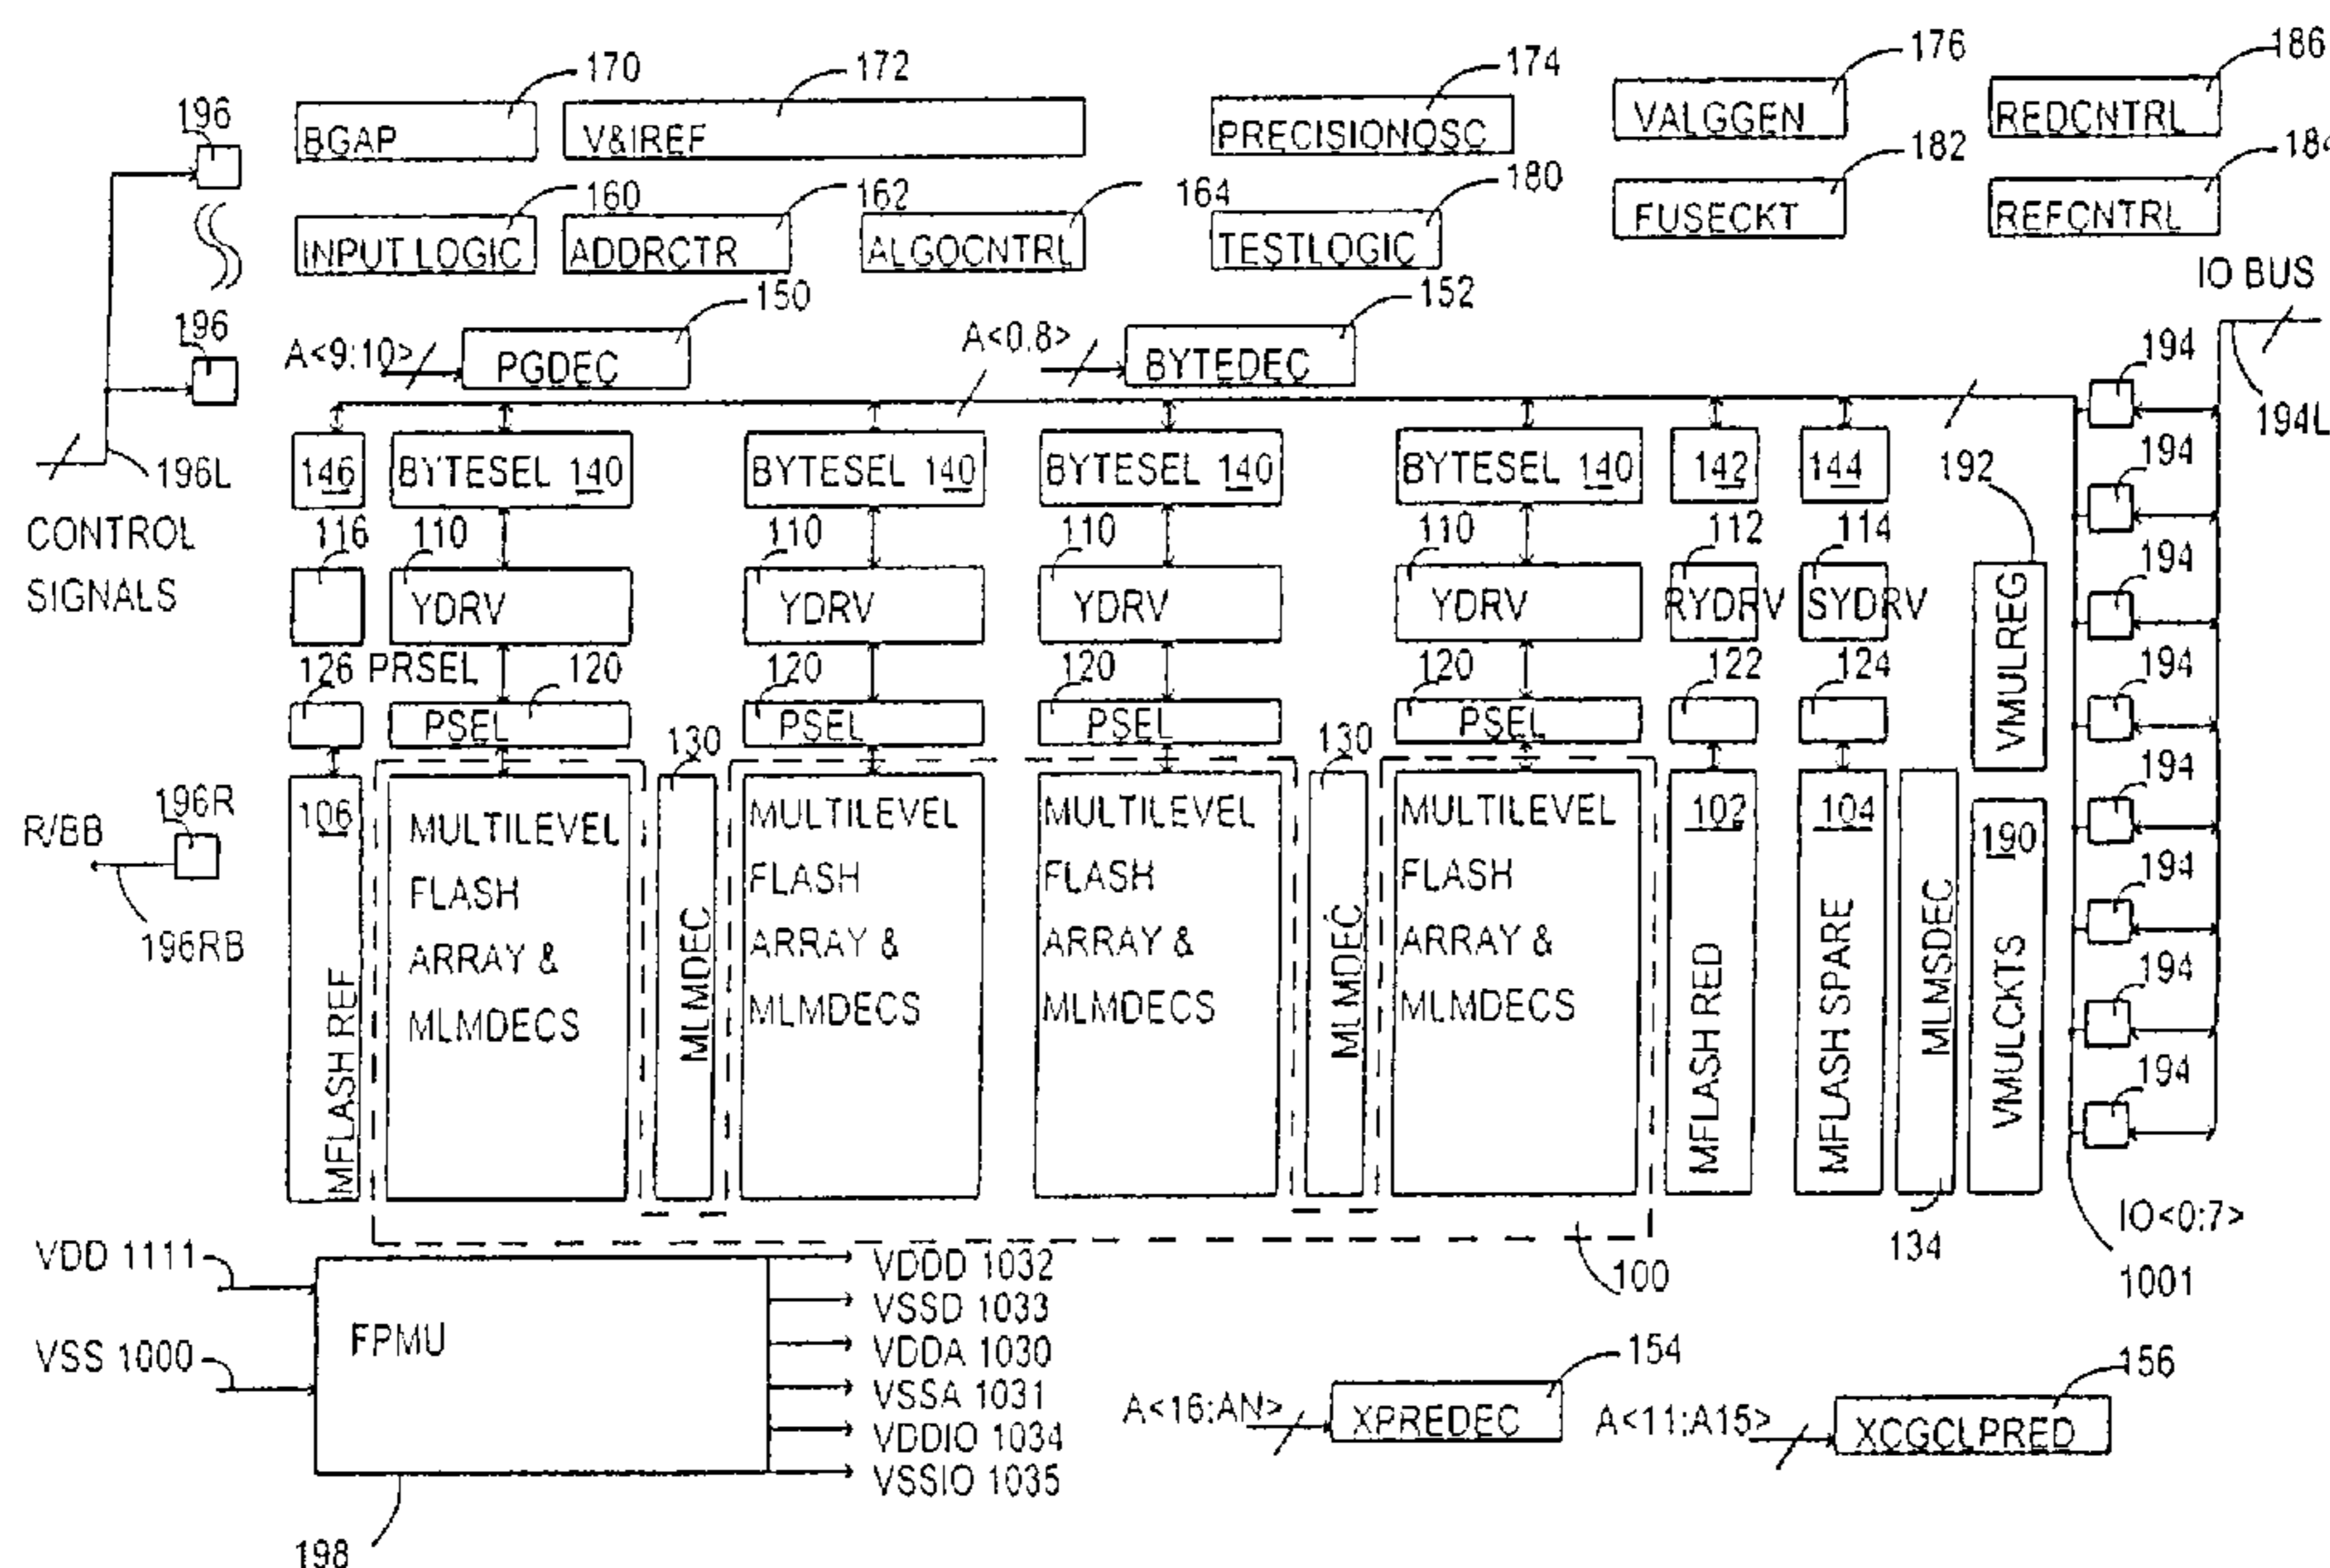 170 172 174 176 186
196 BGAP V&IREF PRECISIONOSC VALGGEN REDCNTRL
160 162 164 180 182 184
INPUT LOGIC ADDRCTR ALGOCNTRL TESTLOGIC FUSECKT REFCNTRL
IO BUS
150 152
196 A<9:10> PGDEC A<0:8> BYTEDEC 194
194L
196L 146 BYTESEL 140 BYTESEL 140 BYTESEL 140 BYTESEL 140 142 144 192 194
CONTROL
SIGNALS
116 110 110 110 110 112 114
YDRV YDRV YDRV YDRV RYDRV SYDRV 194
VMULREG
126 PRSEL 120 120 120 120 122 124 194
PSEL PSEL PSEL PSEL
130 130 194
R/BB 196R 106 102 104 190
196RB
MFLASH REF
MULTILEVEL
FLASH
ARRAY &
MLMDECS
MLMDEC
MULTILEVEL
FLASH
ARRAY &
MLMDECS
MULTILEVEL
FLASH
ARRAY &
MLMDECS
MLMDEC
MULTILEVEL
FLASH
ARRAY &
MLMDECS
MFLASH RED
MFLASH SPARE
MLMSDEC
VMULCKTS
194
194
194
IO<0:7>
134
1001
100
VDD 1111
VSS 1000
FPMU
VDDD 1032
VSSD 1033
VDDA 1030
VSSA 1031
VDDIO 1034
VSSIO 1035
198
154 156
A<16:AN> XPREDEC A<11:A15> XCGCLPRED